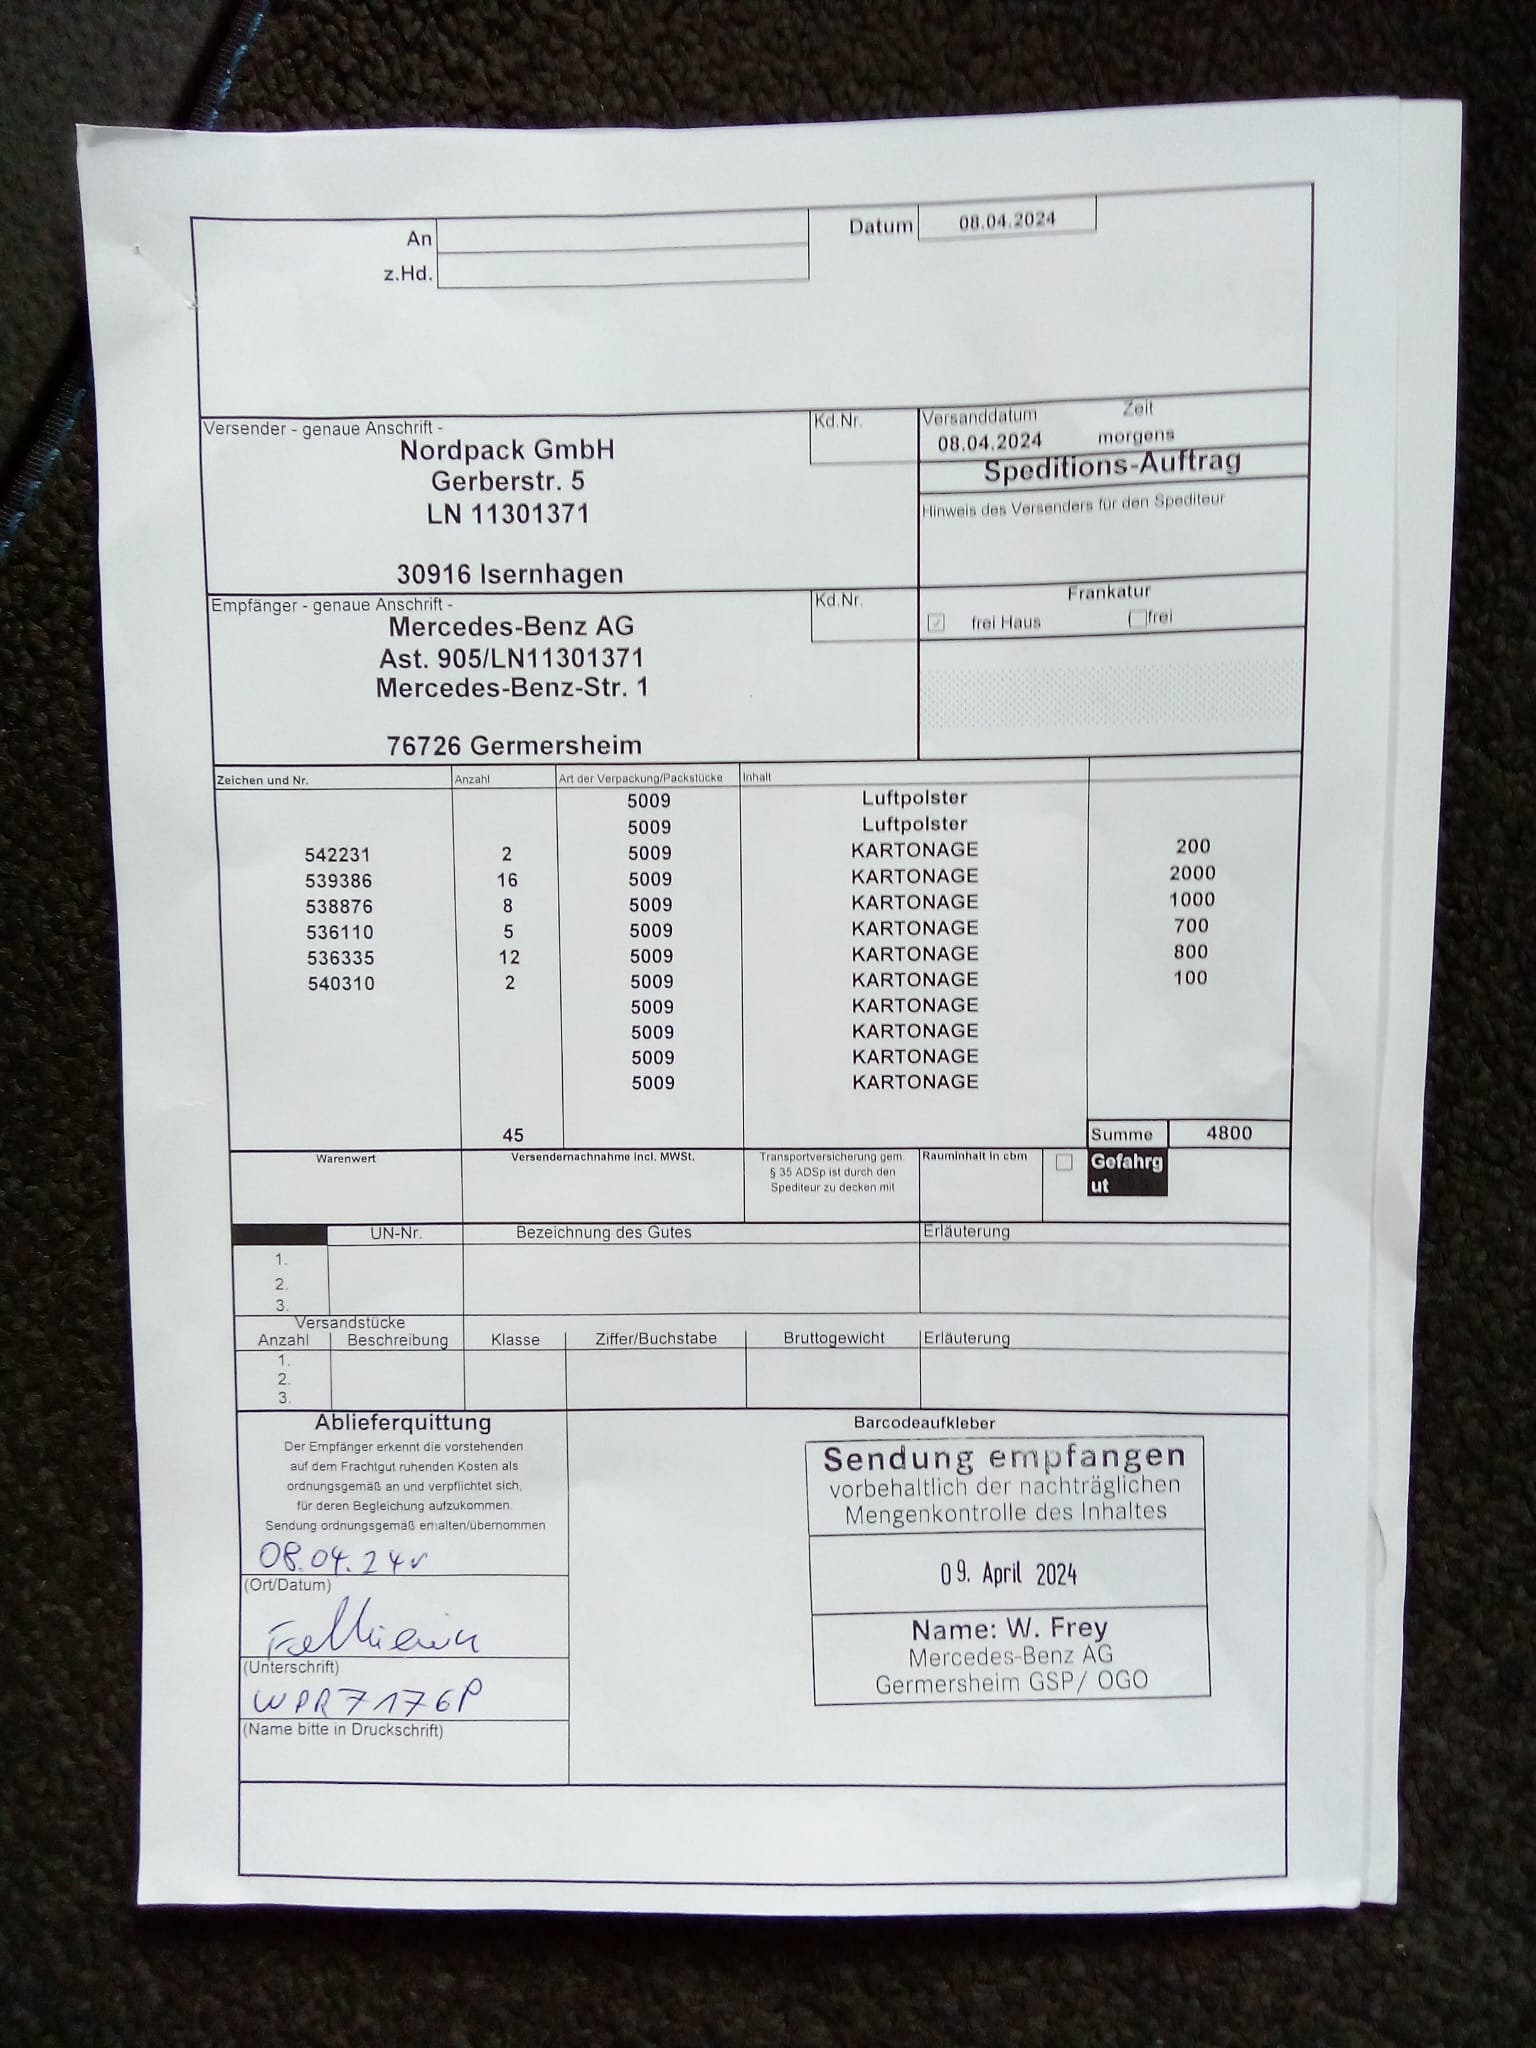 An
z.Hd.
Datum 08.04.2024
Versender - genaue Anschrift -
Nordpack GmbH
Gerberstr. 5
LN 11301371
30916 Isernhagen
Kd.Nr.
Versanddatum Zeit
08.04.2024 morgens
Speditions-Auftrag
Hinweis des Versenders für den Spediteur
Empfänger - genaue Anschrift -
Mercedes-Benz AG
Ast. 905/LN11301371
Mercedes-Benz-Str. 1
76726 Germersheim
Kd.Nr.
Frankatur
frei Haus frei
Zeichen und Nr. Anzahl Art der Verpackung/Packstücke Inhalt
5009 Luftpolster
5009 Luftpolster
542231 2 5009 KARTONAGE 200
539386 16 5009 KARTONAGE 2000
538876 8 5009 KARTONAGE 1000
536110 5 5009 KARTONAGE 700
536335 12 5009 KARTONAGE 800
540310 2 5009 KARTONAGE 100
5009 KARTONAGE
5009 KARTONAGE
5009 KARTONAGE
5009 KARTONAGE
45 Summe 4800
Warenwert
Versendernachnahme incl. MWSt.
Transportversicherung gem.
§ 35 ADSp ist durch den
Spediteur zu decken mit
Rauminhalt in cbm
Gefahrg
ut
UN-Nr. Bezeichnung des Gutes Erläuterung
1.
2.
3.
Versandstücke
Anzahl Beschreibung Klasse Ziffer/Buchstabe Bruttogewicht Erläuterung
1.
2.
3.
Ablieferquittung
Der Empfänger erkennt die vorstehenden
auf dem Frachtgut ruhenden Kosten als
ordnungsgemäß an und verpflichtet sich,
für deren Begleichung aufzukommen.
Sendung ordnungsgemäß erhalten/übernommen
08.04.24
(Ort/Datum)
(Unterschrift)
WPR7176P
(Name bitte in Druckschrift)
Barcodeaufkleber
Sendung empfangen
vorbehaltlich der nachträglichen
Mengenkontrolle des Inhaltes
09. April 2024
Name: W. Frey
Mercedes-Benz AG
Germersheim GSP/ OGO